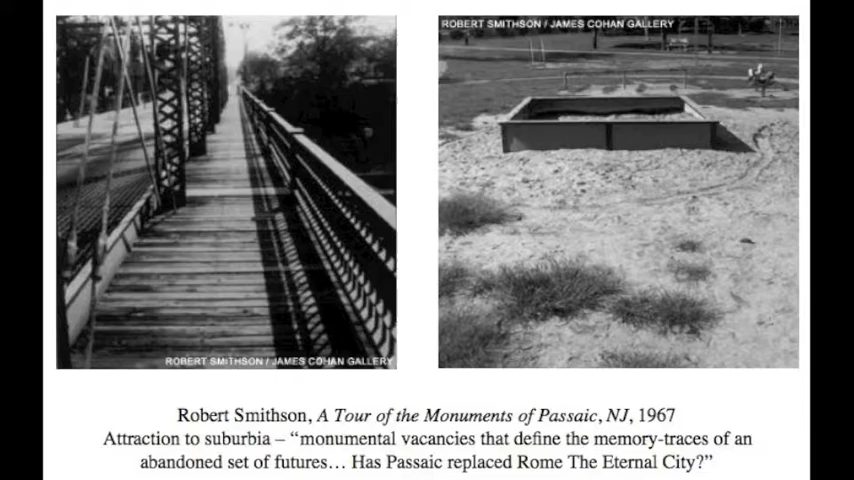 ROBERT SMITHSON / JAMES COHAN GALLERY
ROBERT SMITHSON / JAMES COHAN GALLERY
Robert Smithson, A Tour of the Monuments of Passaic, NJ, 1967
Attraction to suburbia – “monumental vacancies that define the memory-traces of an
abandoned set of futures… Has Passaic replaced Rome The Eternal City?”